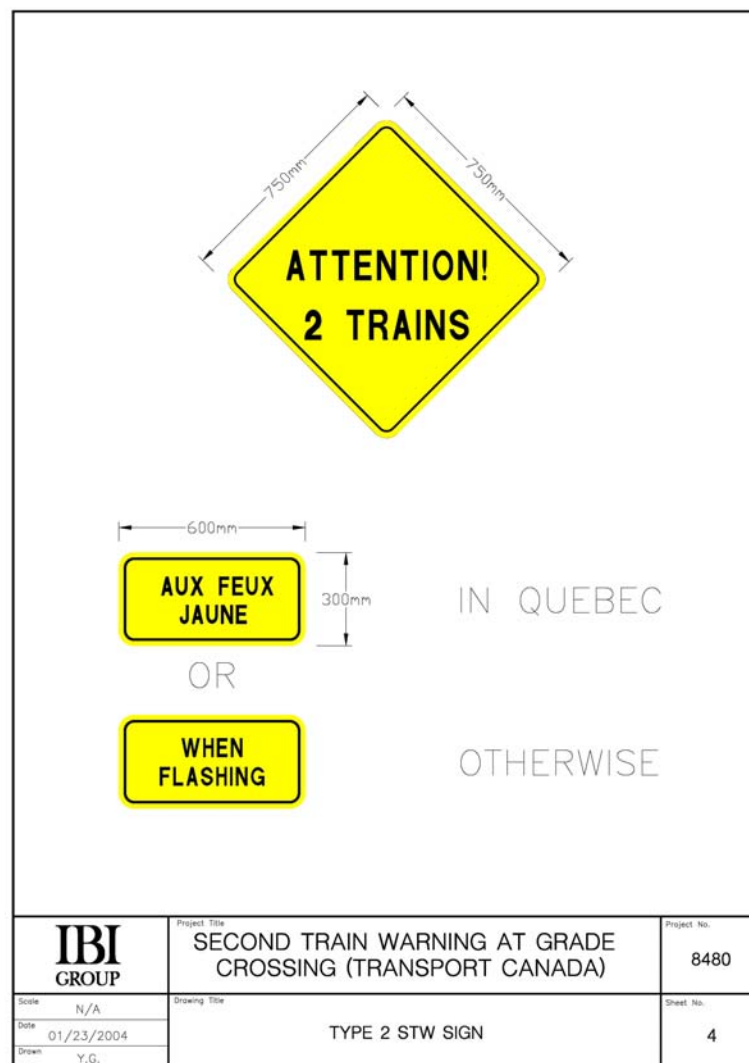 750mm
750mm
ATTENTION!
2 TRAINS
600mm
AUX FEUX
JAUNE
300mm
IN QUEBEC
OR
WHEN
FLASHING
OTHERWISE
IBI
GROUP
Project Title
SECOND TRAIN WARNING AT GRADE
CROSSING (TRANSPORT CANADA)
Project No.
8480
Scale
N/A
Date
01/23/2004
Drawn
Y.G.
Drawing Title
TYPE 2 STW SIGN
Sheet No.
4